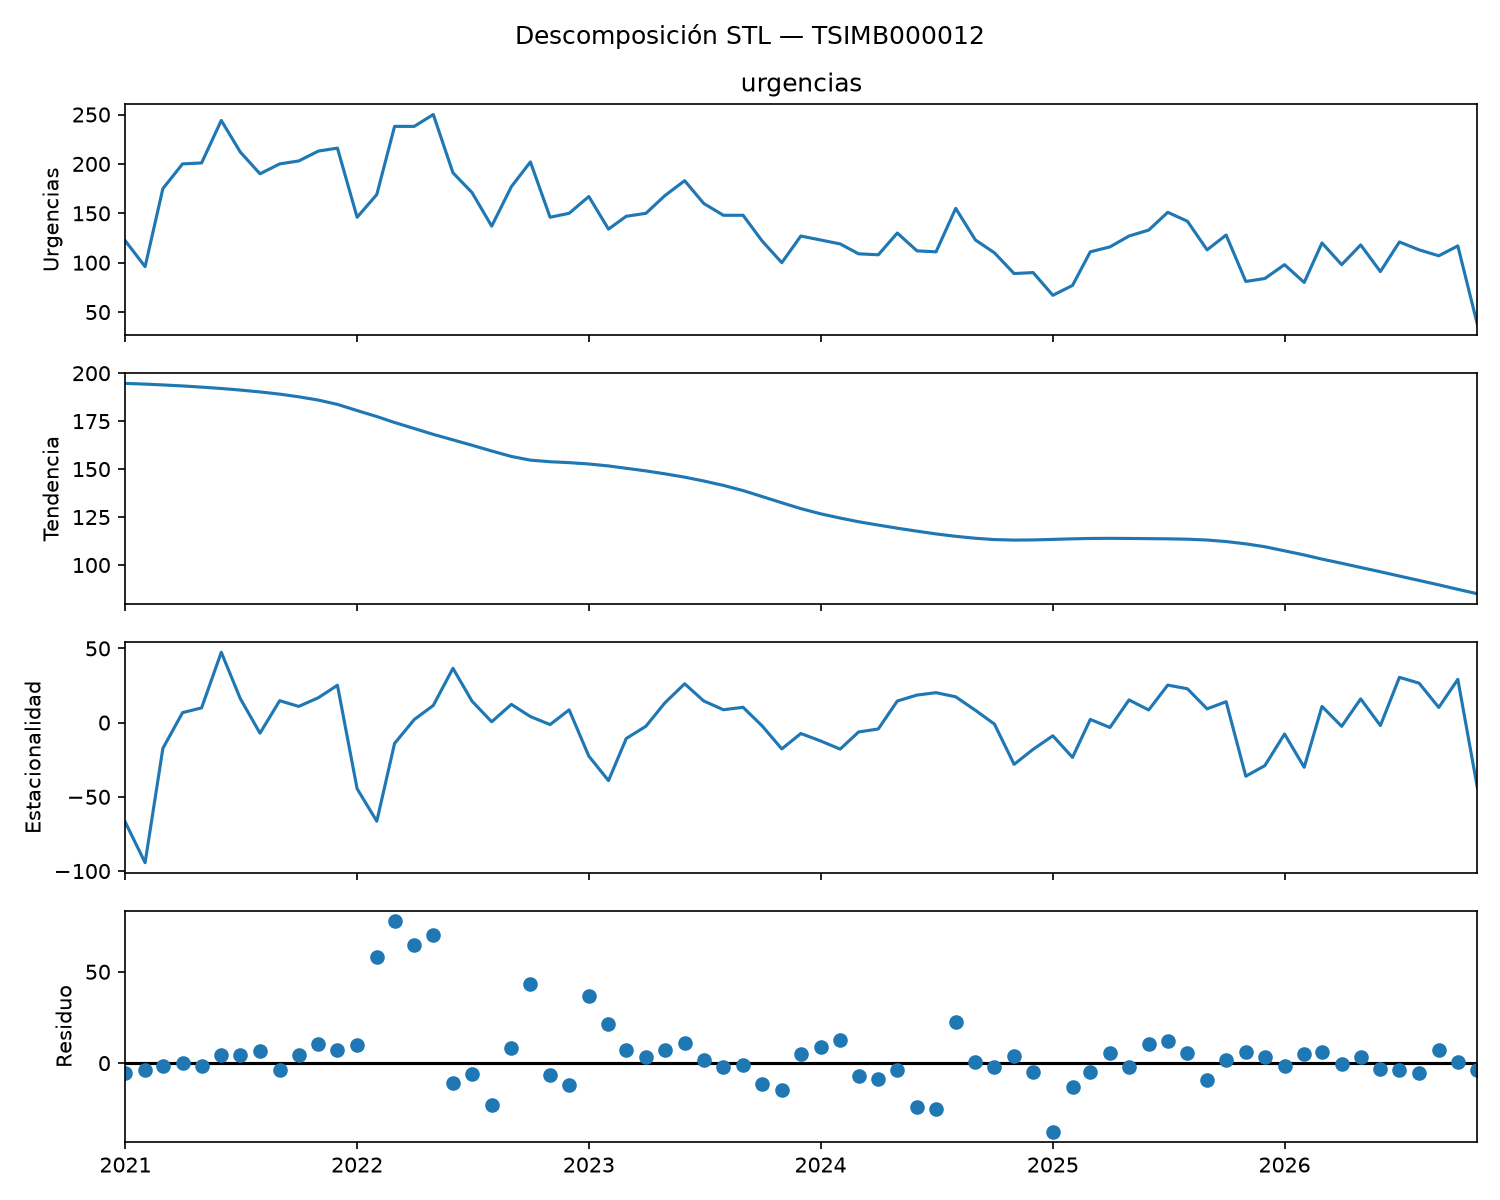 Descomposición STL — TSIMB000012
urgencias
250
200
150
100
50
Urgencias
200
175
150
125
100
Tendencia
50
0
−50
−100
Estacionalidad
50
0
Residuo
2021 2022 2023 2024 2025 2026